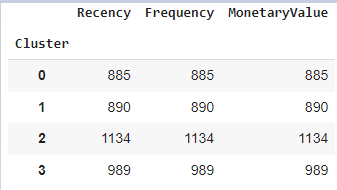 Recency Frequency MonetaryValue
Cluster
0 885 885 885
1 890 890 890
2 1134 1134 1134
3 989 989 989